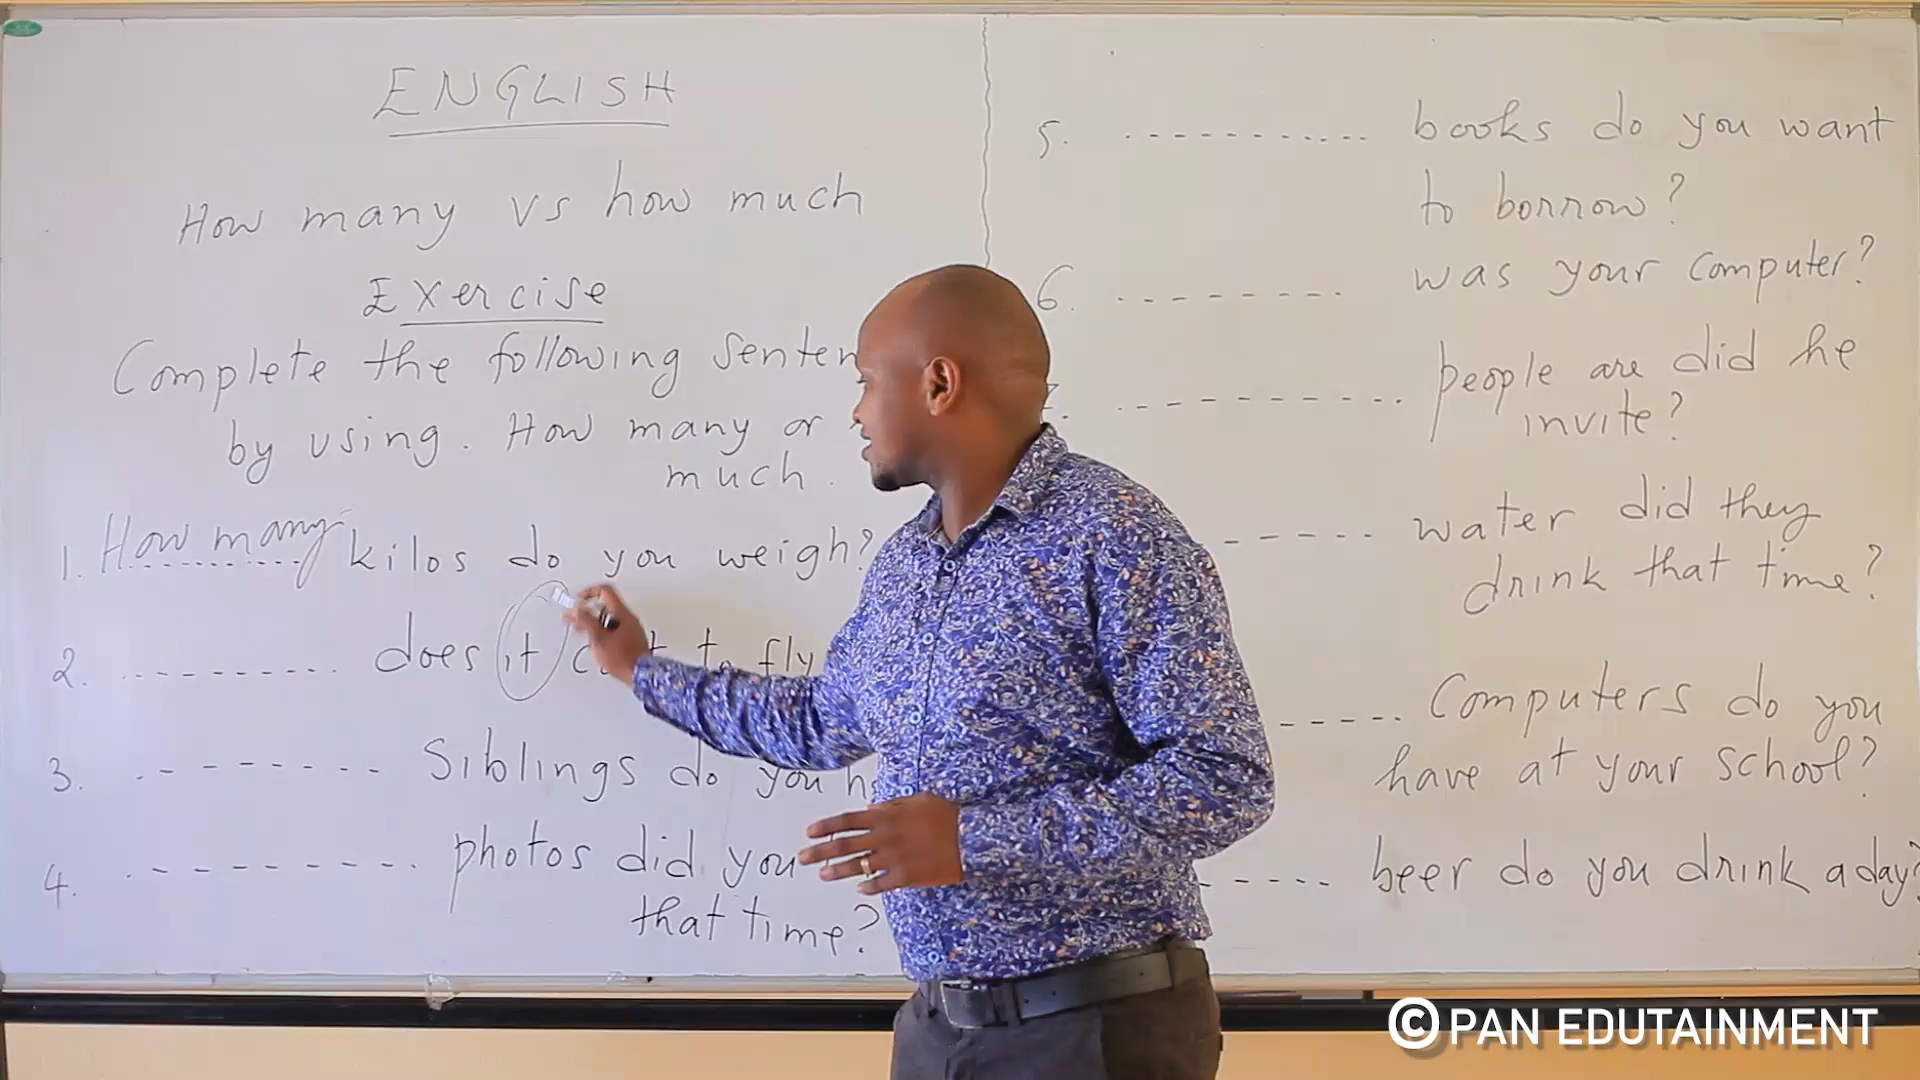 ENGLISH
How many vs how much
Exercise
Complete the following
by using. How many or
much.
1. How many kilos do you weigh?
2. ---------- does it to fly
3. ---------- Siblings do you
4. ---------- photos did you
that time?
5. ----------- books do you want
to borrow?
6. --------- was your computer?
----------- people are did he
invite?
------ water did they
drink that time?
----- Computers do you
have at your school?
----- beer do you drink a day?
© PAN EDUTAINMENT